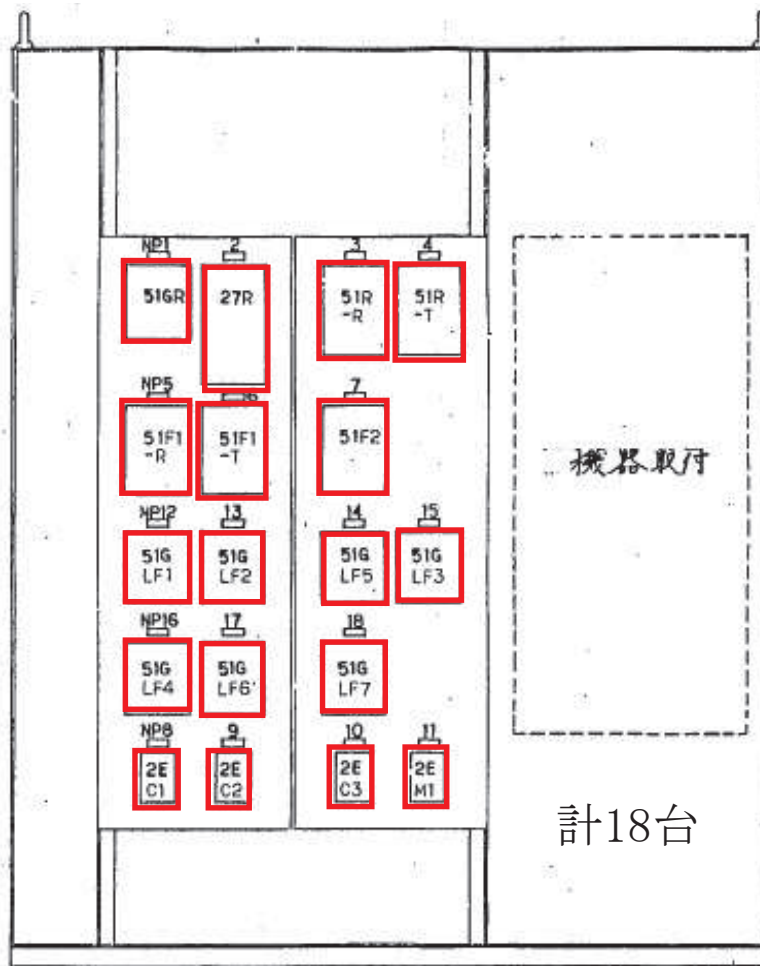 NP1 2 3 4
51GR 27R 51R 51R
-R -T
NP5 6 7
51F1 51F1 51F2
-R -T
機器取付
NP12 13 14 15
51G 51G 51G 51G
LF1 LF2 LF5 LF3
NP16 17 18
51G 51G 51G
LF4 LF6 LF7
NP8 9 10 11
2E 2E 2E 2E
C1 C2 C3 M1
計18台